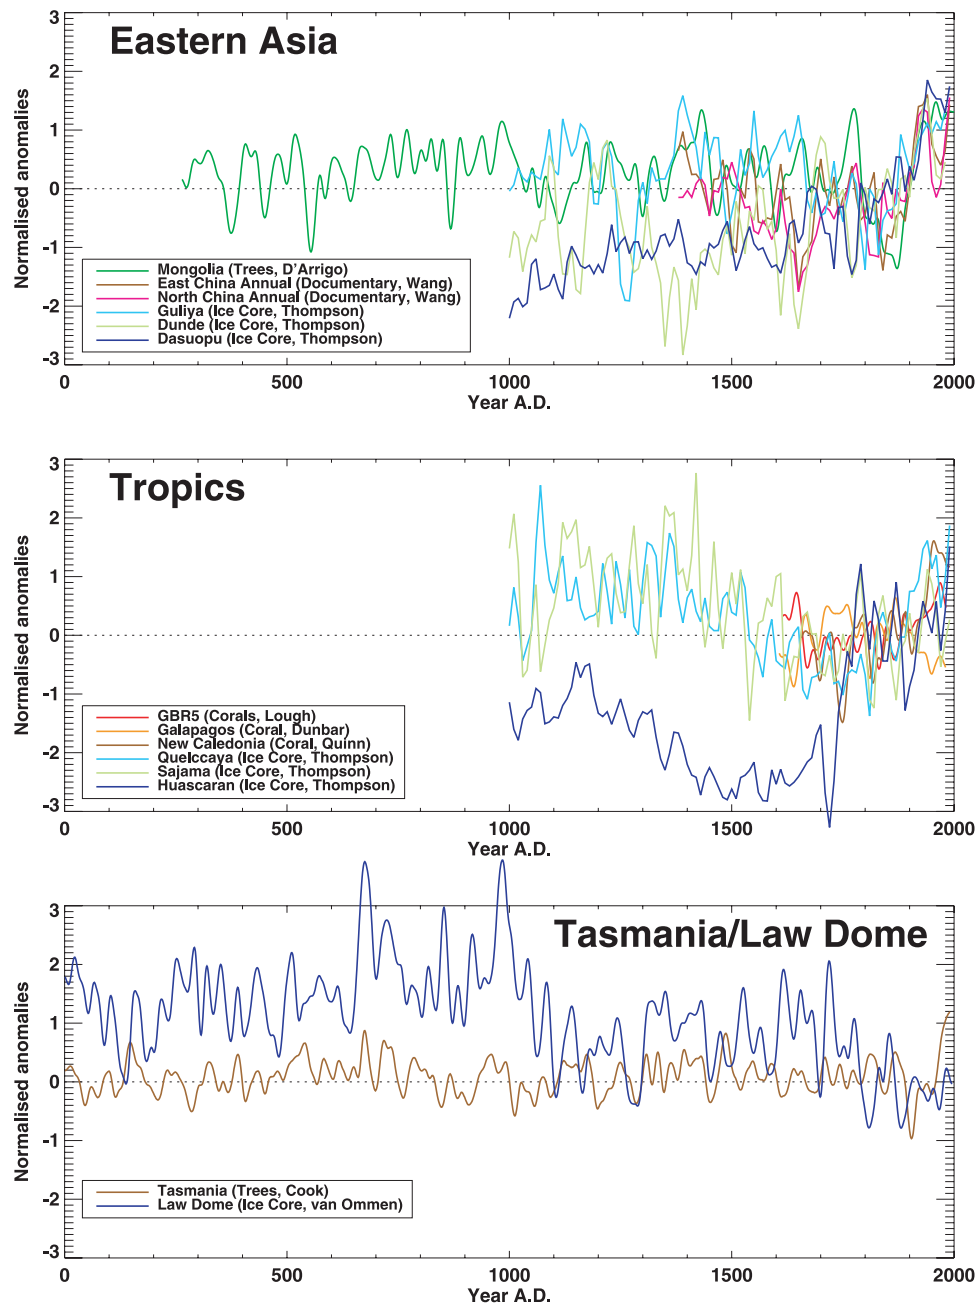 3
Eastern Asia
2
1
0
-1
-2
-3
Normalised anomalies
Mongolia (Trees, D'Arrigo)
East China Annual (Documentary, Wang)
North China Annual (Documentary, Wang)
Guliya (Ice Core, Thompson)
Dunde (Ice Core, Thompson)
Dasuopu (Ice Core, Thompson)
0 500 1000 1500 2000
Year A.D.
3
Tropics
2
1
0
-1
-2
-3
Normalised anomalies
GBR5 (Corals, Lough)
Galapagos (Coral, Dunbar)
New Caledonia (Coral, Quinn)
Quelccaya (Ice Core, Thompson)
Sajama (Ice Core, Thompson)
Huascaran (Ice Core, Thompson)
0 500 1000 1500 2000
Year A.D.
3
Tasmania/Law Dome
2
1
0
-1
-2
-3
Normalised anomalies
Tasmania (Trees, Cook)
Law Dome (Ice Core, van Ommen)
0 500 1000 1500 2000
Year A.D.